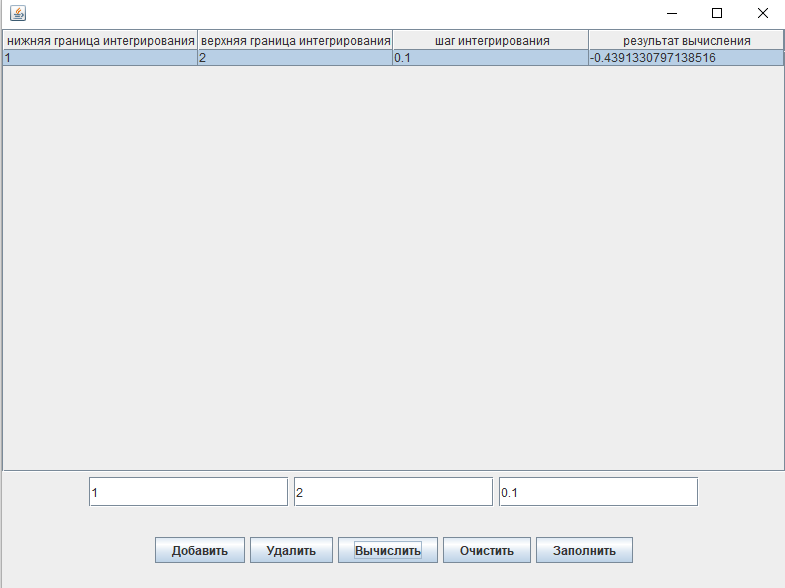 нижняя граница интегрирования верхняя граница интегрирования шаг интегрирования результат вычисления
1 2 0.1 -0.4391330797138516
1 2 0.1
Добавить Удалить Вычислить Очистить Заполнить